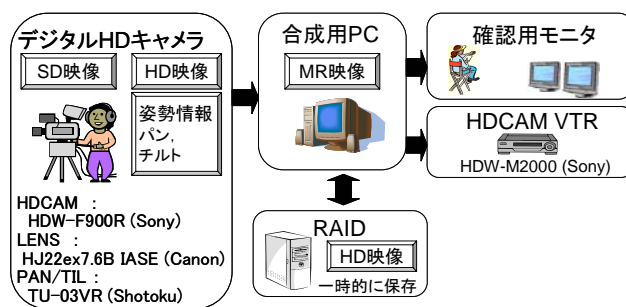 デジタルHDキャメラ
SD映像
HD映像
姿勢情報
パン,
チルト
HDCAM :
HDW-F900R (Sony)
LENS :
HJ22ex7.6B IASE (Canon)
PAN/TIL :
TU-03VR (Shotoku)
合成用PC
MR映像
RAID
HD映像
一時的に保存
確認用モニタ
HDCAM VTR
HDW-M2000 (Sony)